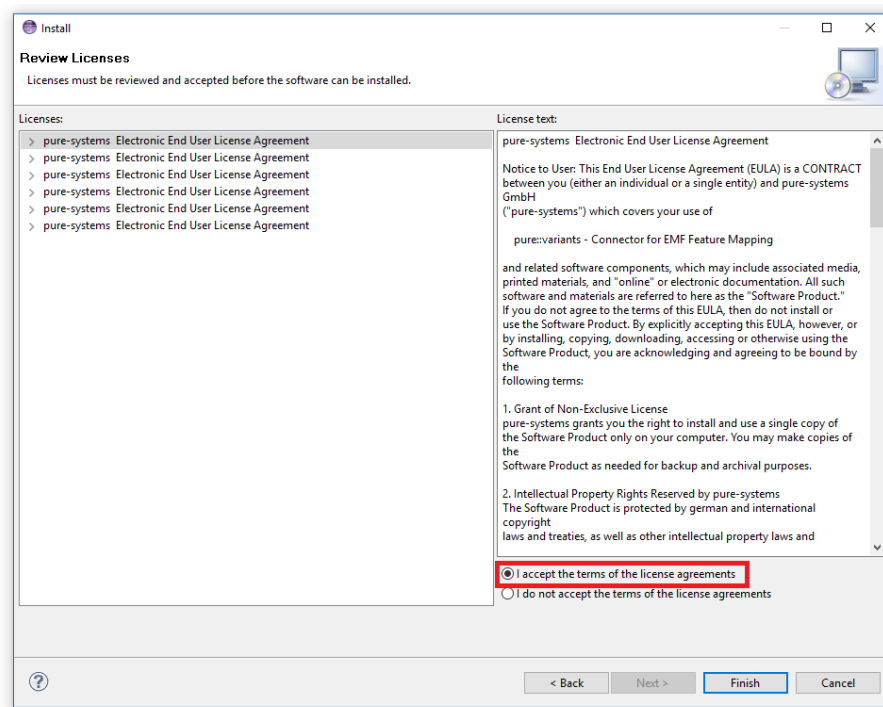 Install
Review Licenses
Licenses must be reviewed and accepted before the software can be installed.
Licenses:
pure-systems  Electronic End User License Agreement
pure-systems  Electronic End User License Agreement
pure-systems  Electronic End User License Agreement
pure-systems  Electronic End User License Agreement
pure-systems  Electronic End User License Agreement
pure-systems  Electronic End User License Agreement
License text:
pure-systems  Electronic End User License Agreement
Notice to User: This End User License Agreement (EULA) is a CONTRACT
between you (either an individual or a single entity) and pure-systems
GmbH
("pure-systems") which covers your use of
pure::variants - Connector for EMF Feature Mapping
and related software components, which may include associated media,
printed materials, and "online" or electronic documentation. All such
software and materials are referred to here as the "Software Product."
If you do not agree to the terms of this EULA, then do not install or
use the Software Product. By explicitly accepting this EULA, however, or
by installing, copying, downloading, accessing or otherwise using the
Software Product, you are acknowledging and agreeing to be bound by
the
following terms:
1. Grant of Non-Exclusive License
pure-systems grants you the right to install and use a single copy of
the Software Product only on your computer. You may make copies of
the
Software Product as needed for backup and archival purposes.
2. Intellectual Property Rights Reserved by pure-systems
The Software Product is protected by german and international
copyright
laws and treaties, as well as other intellectual property laws and
I accept the terms of the license agreements
I do not accept the terms of the license agreements
?
< Back
Next >
Finish
Cancel